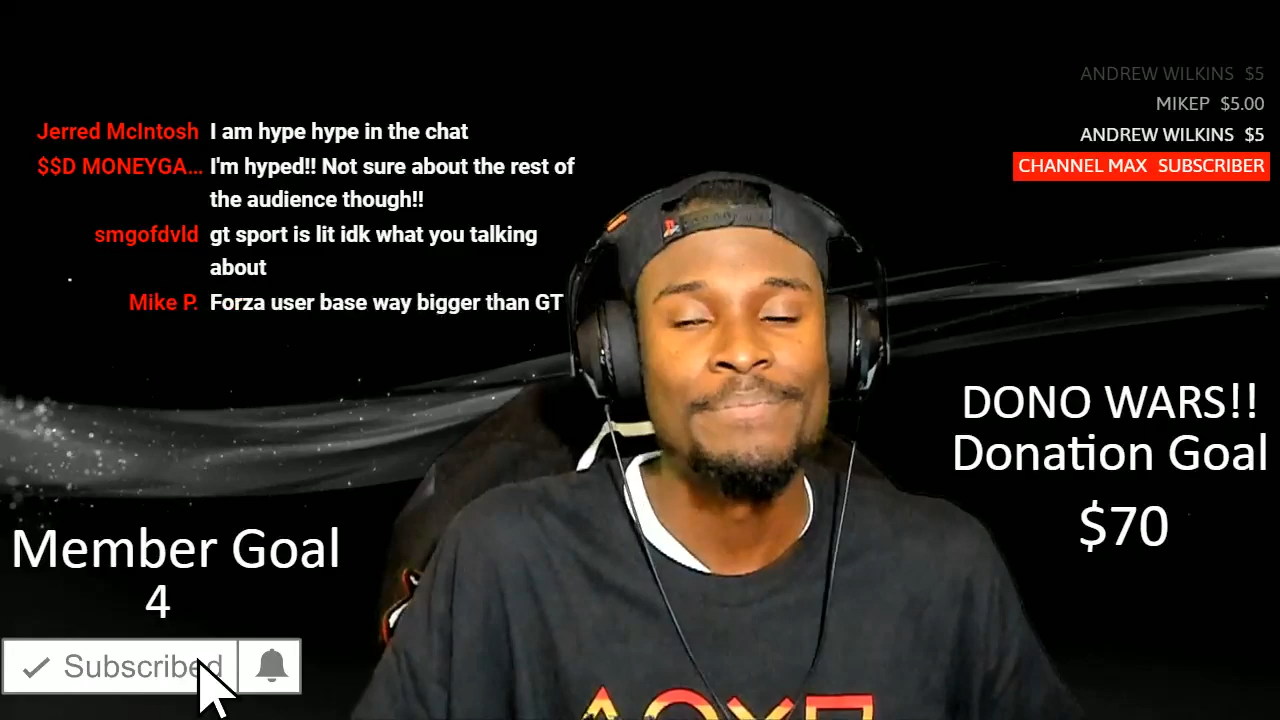 ANDREW WILKINS $5
MIKEP $5.00
ANDREW WILKINS $5
CHANNEL MAX SUBSCRIBER
Jerred McIntosh I am hype hype in the chat
$$D MONEYGA... I'm hyped!! Not sure about the rest of
the audience though!!
smgofdvld gt sport is lit idk what you talking
about
Mike P. Forza user base way bigger than GT
DONO WARS!!
Donation Goal
$70
Member Goal
4
Subscribed